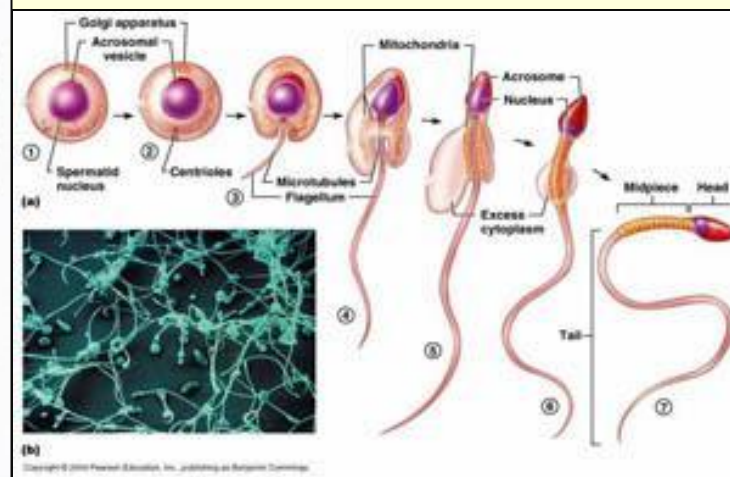 Golgi apparatus
Acrosomal
vesicle
Mitochondria
Acrosome
Nucleus
①
Spermatid
nucleus
②
Centrioles
③
Microtubules
Flagellum
(a)
Excess
cytoplasm
Midpiece
Head
④
⑤
⑥
⑦
Tail
(b)
Copyright © 2004 Pearson Education, Inc., publishing as Benjamin Cummings.